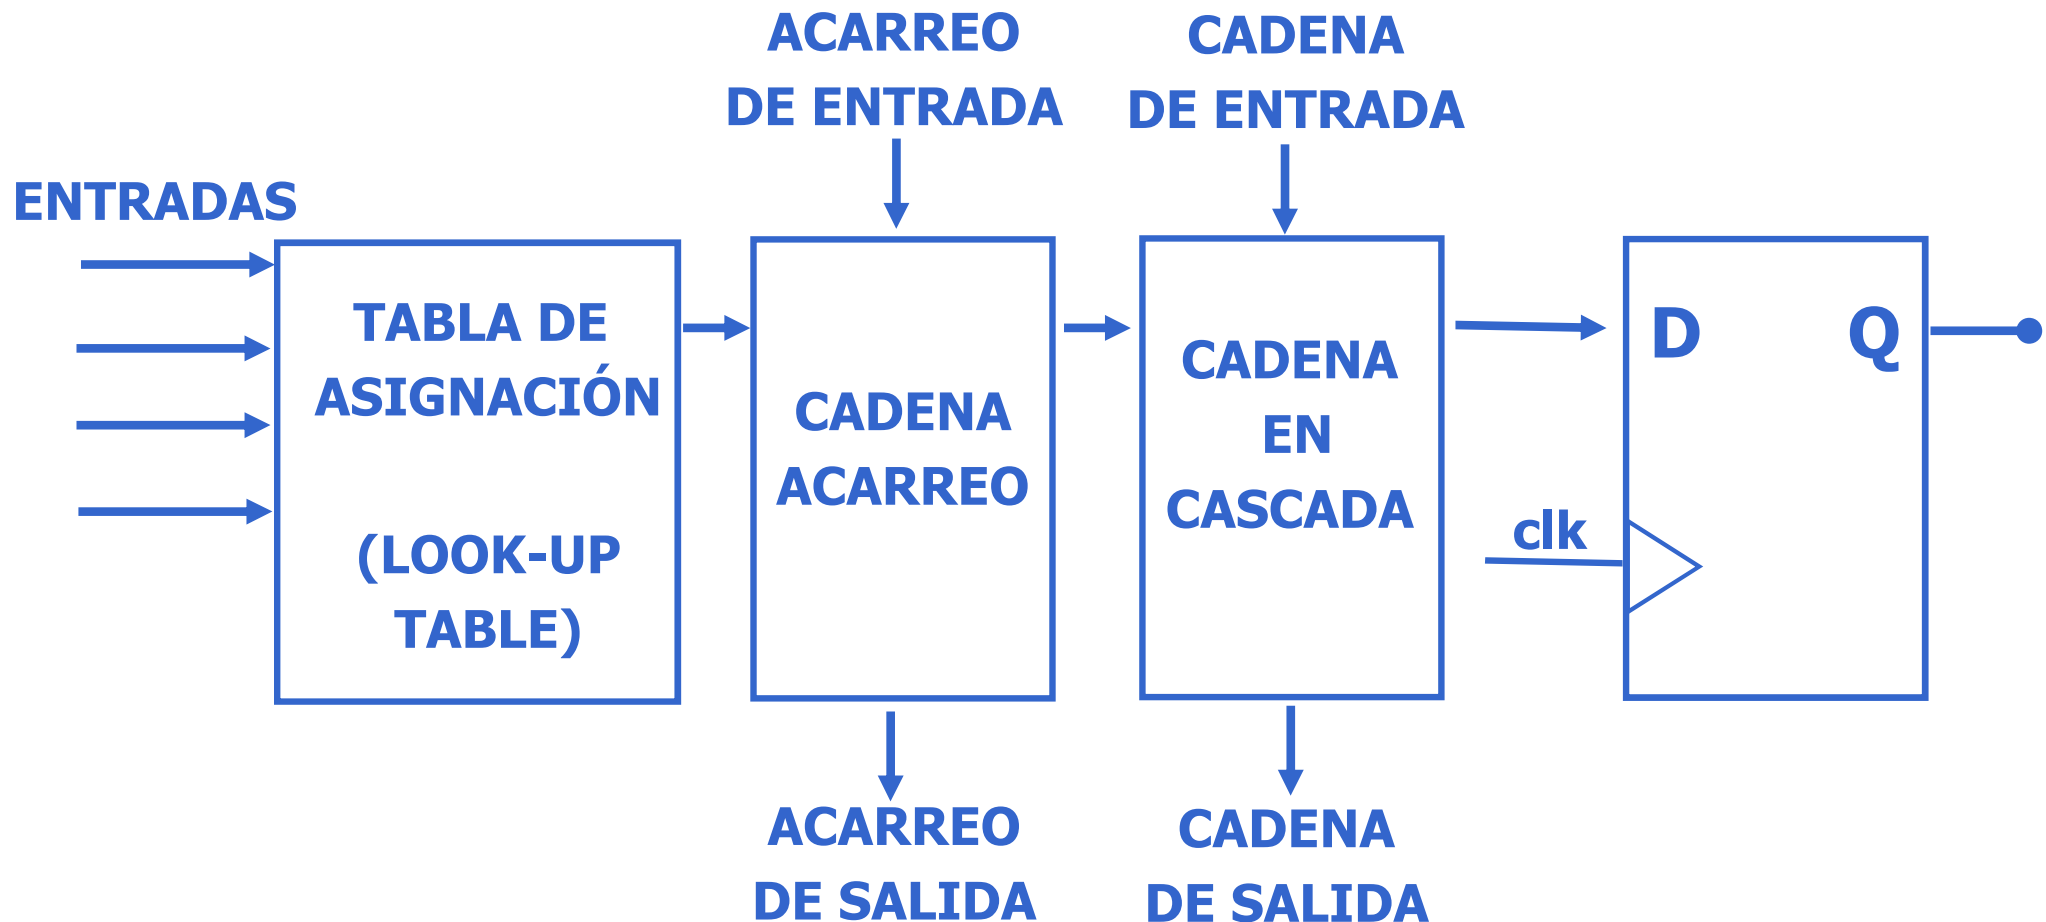 ACARREO
DE ENTRADA
CADENA
DE ENTRADA
ENTRADAS
TABLA DE
ASIGNACIÓN
(LOOK-UP
TABLE)
CADENA
ACARREO
CADENA
EN
CASCADA
D Q
clk
ACARREO
DE SALIDA
CADENA
DE SALIDA